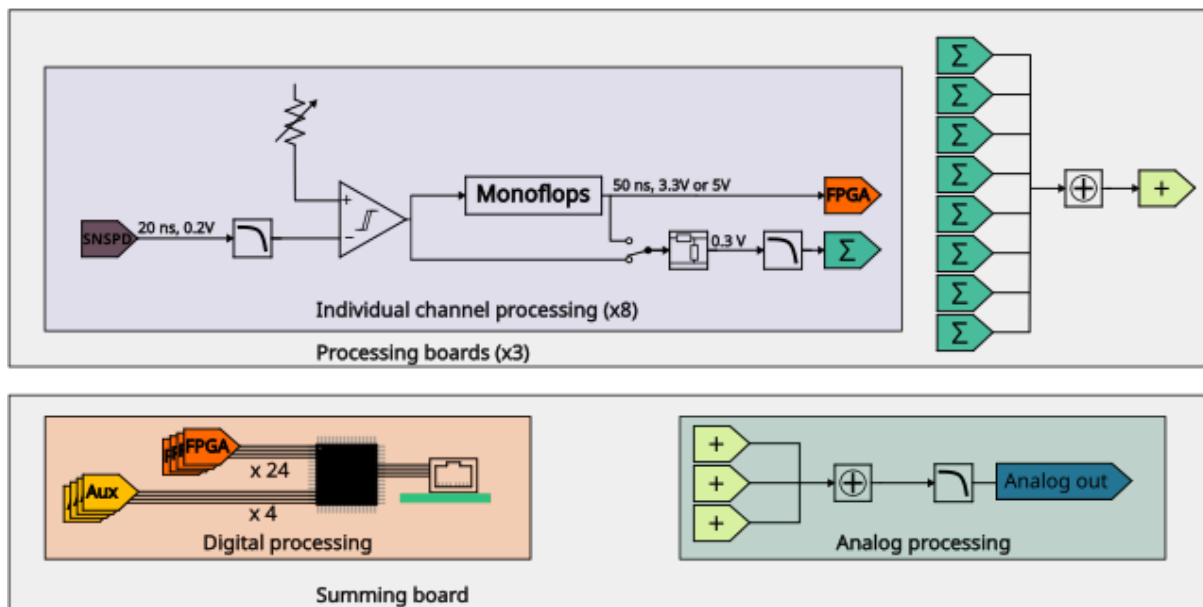 Σ
Σ
Σ
Σ
Σ
Σ
Σ
Σ
+
SNSPD
20 ns, 0.2V
+
−
Monoflops
50 ns, 3.3V or 5V
FPGA
0.3 V
Σ
Individual channel processing (x8)
Processing boards (x3)
FPGA
x 24
Aux
x 4
Digital processing
+
+
+
Analog out
Analog processing
Summing board